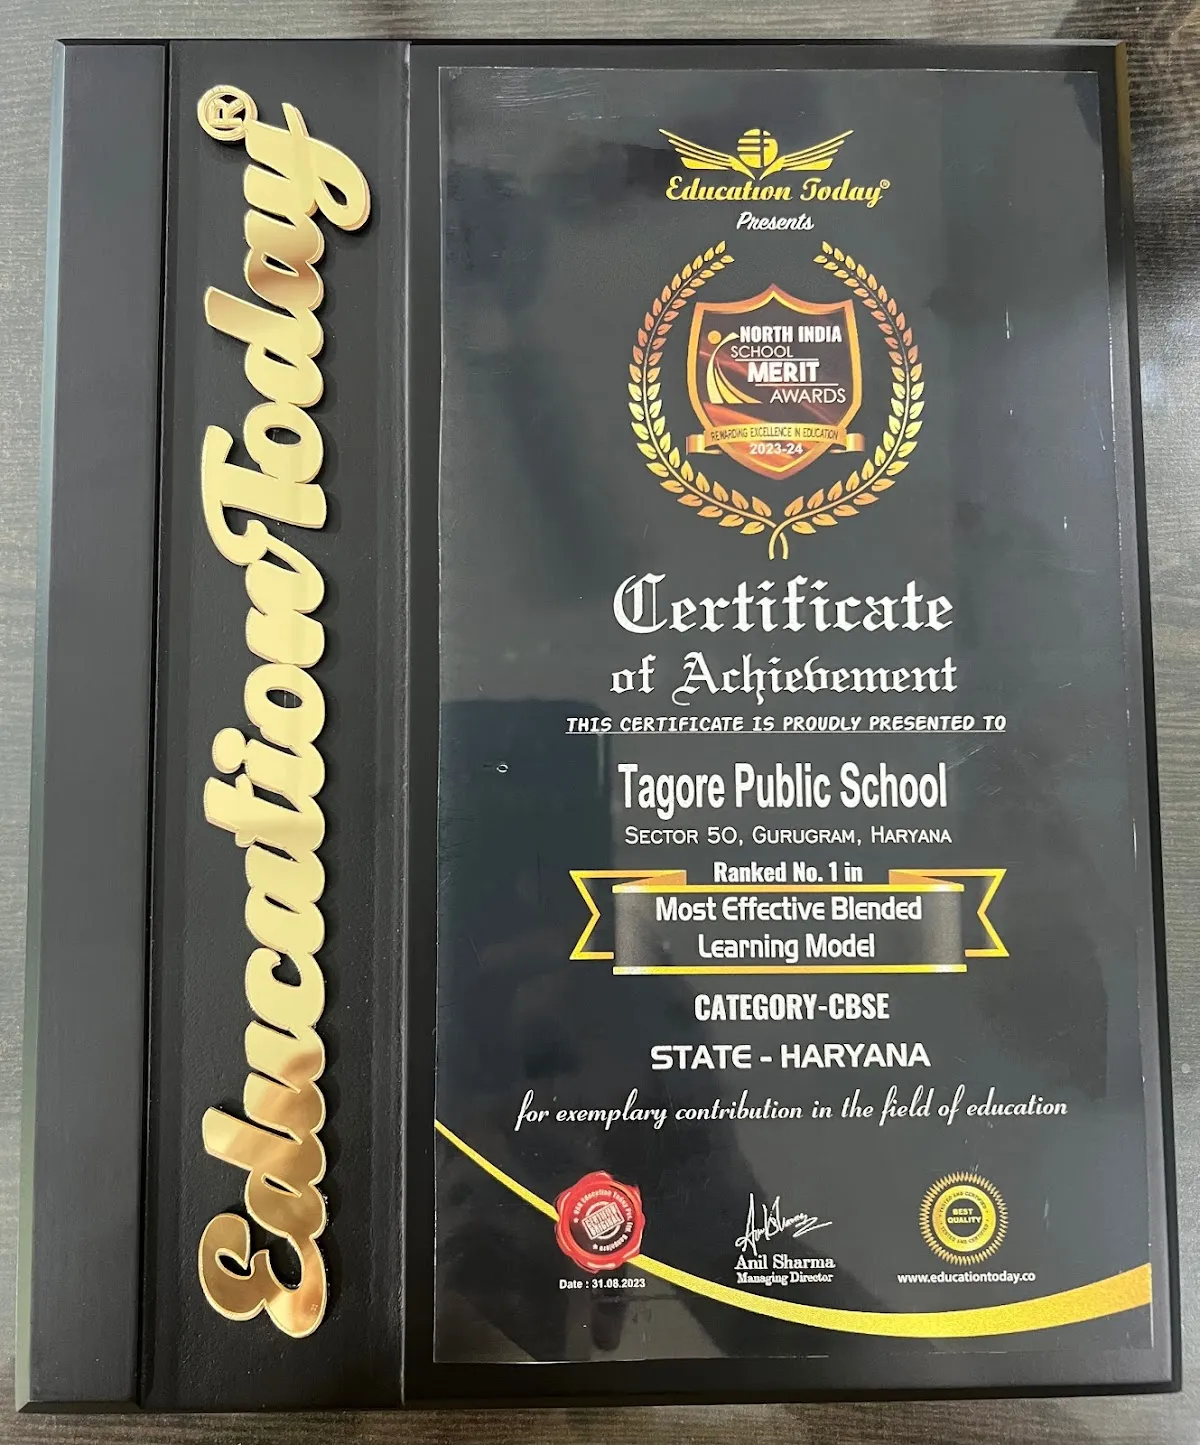 EducationToday®
Education Today®
Presents
NORTH INDIA
SCHOOL
MERIT
AWARDS
REWARDING EXCELLENCE IN EDUCATION
2023-24
Certificate
of Achievement
THIS CERTIFICATE IS PROUDLY PRESENTED TO
Tagore Public School
SECTOR 50, GURUGRAM, HARYANA
Ranked No. 1 in
Most Effective Blended
Learning Model
CATEGORY-CBSE
STATE - HARYANA
for exemplary contribution in the field of education
BEST
QUALITY
Anil Sharma
Managing Director
Date : 31.08.2023
www.educationtoday.co